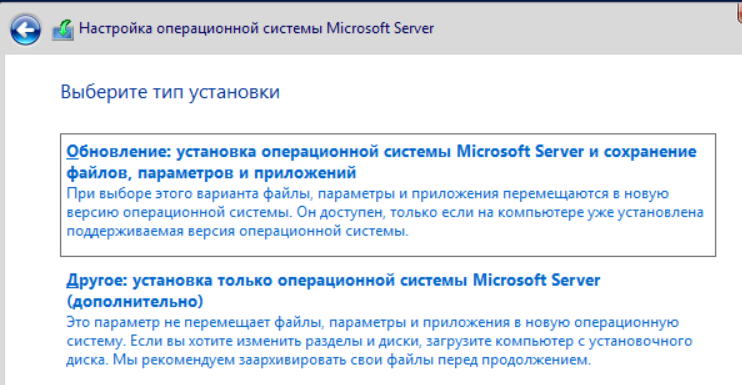 Настройка операционной системы Microsoft Server
Выберите тип установки
Обновление: установка операционной системы Microsoft Server и сохранение
файлов, параметров и приложений
При выборе этого варианта файлы, параметры и приложения перемещаются в новую
версию операционной системы. Он доступен, только если на компьютере уже установлена
поддерживаемая версия операционной системы.
Другое: установка только операционной системы Microsoft Server
(дополнительно)
Это параметр не перемещает файлы, параметры и приложения в новую операционную
систему. Если вы хотите изменить разделы и диски, загрузите компьютер с установочного
диска. Мы рекомендуем заархивировать свои файлы перед продолжением.